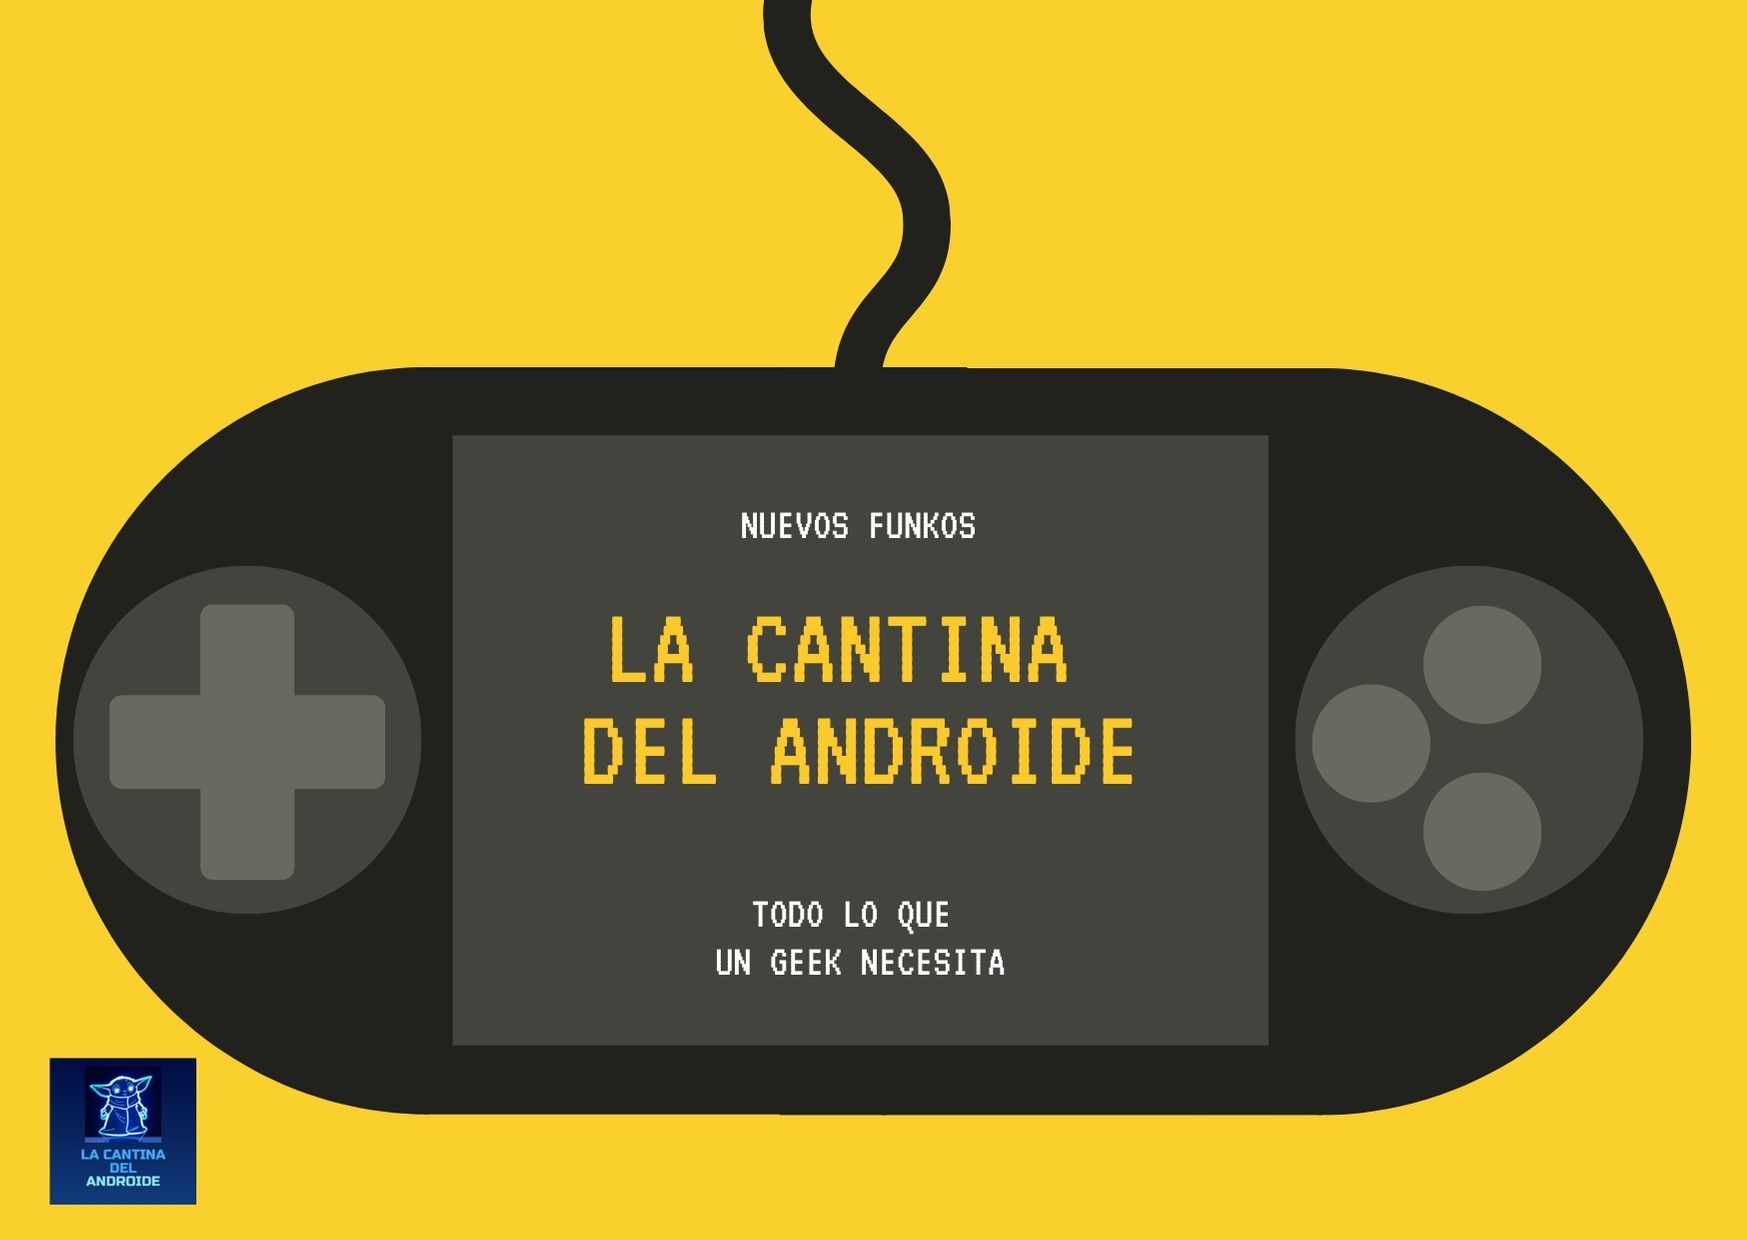 NUEVOS FUNKOS
LA CANTINA
DEL ANDROIDE
TODO LO QUE
UN GEEK NECESITA
LA CANTINA
DEL
ANDROIDE